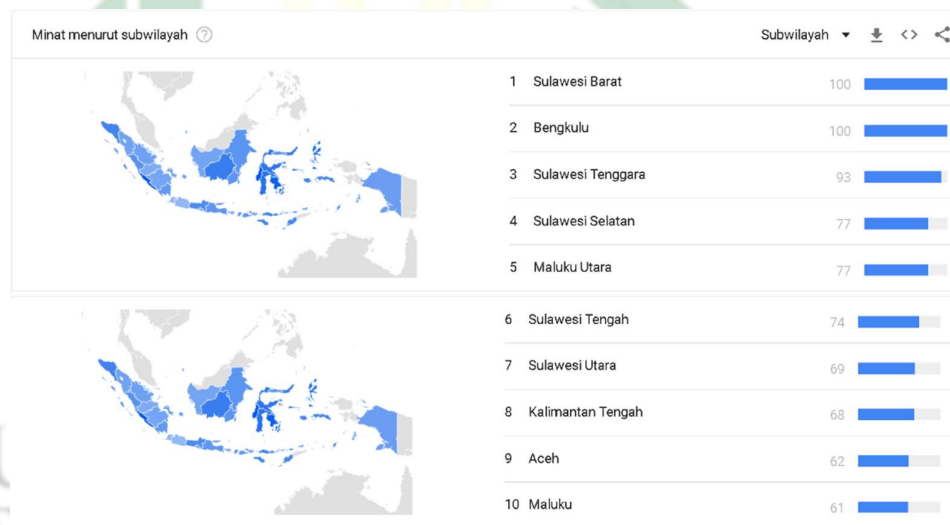 Minat menurut subwilayah ?
Subwilayah
1 Sulawesi Barat 100
2 Bengkulu 100
3 Sulawesi Tenggara 93
4 Sulawesi Selatan 77
5 Maluku Utara 77
6 Sulawesi Tengah 74
7 Sulawesi Utara 69
8 Kalimantan Tengah 68
9 Aceh 62
10 Maluku 61